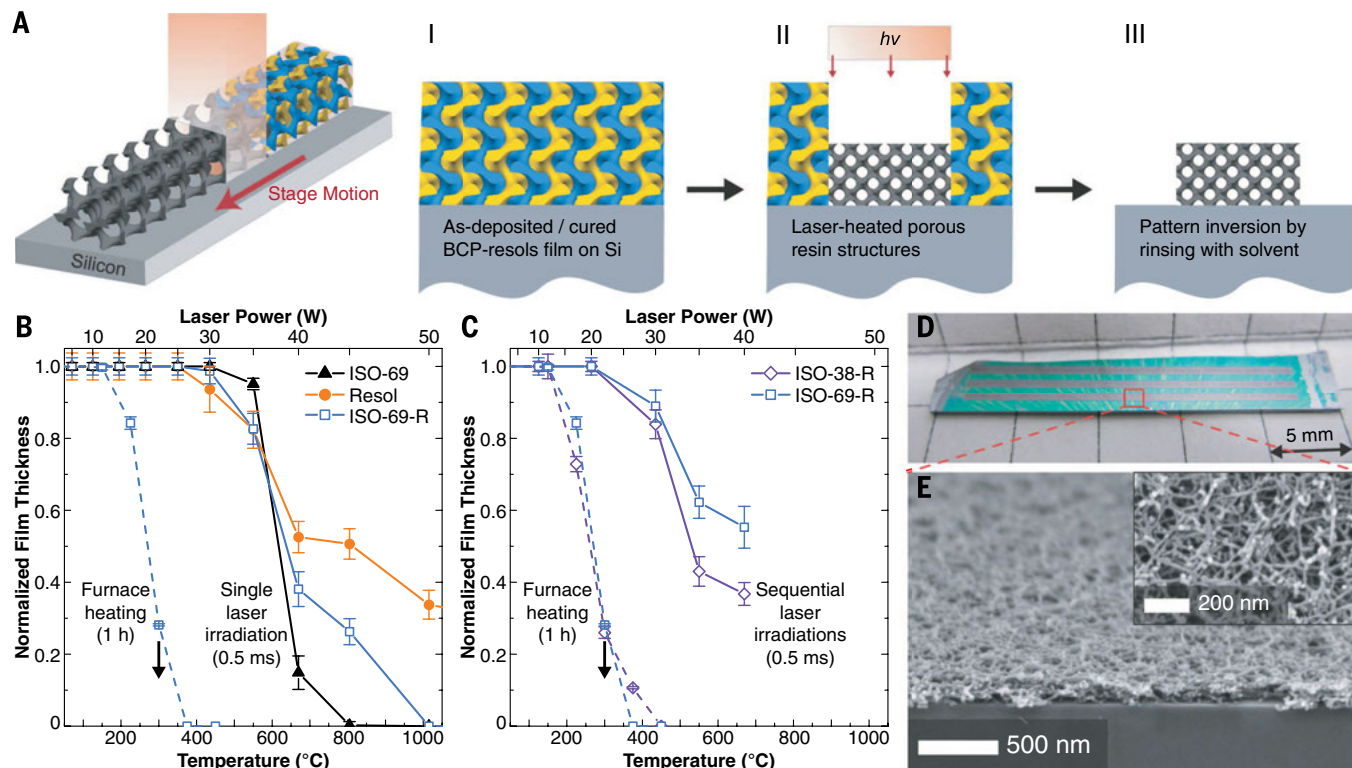 A
Stage Motion
Silicon
I
As-deposited / cured
BCP-resols film on Si
II
hv
Laser-heated porous
resin structures
III
Pattern inversion by
rinsing with solvent
B
Laser Power (W)
10 20 30 40 50
Normalized Film Thickness
1.0
0.8
0.6
0.4
0.2
0
ISO-69
Resol
ISO-69-R
Furnace
heating
(1 h)
Single
laser
irradiation
(0.5 ms)
200 400 600 800 1000
Temperature (°C)
C
Laser Power (W)
10 20 30 40 50
Normalized Film Thickness
1.0
0.8
0.6
0.4
0.2
0
ISO-38-R
ISO-69-R
Furnace
heating
(1 h)
Sequential
laser
irradiations
(0.5 ms)
200 400 600 800 1000
Temperature (°C)
D
5 mm
E
200 nm
500 nm